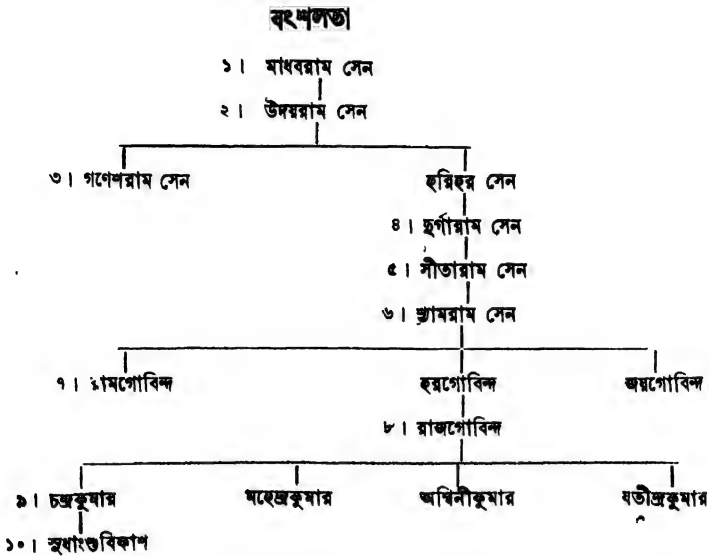 বংশলতা
১। মাধবরাম সেন
২। উদয়রাম সেন
৩। গণেশরাম সেন হরিহর সেন
৪। দুর্গারাম সেন
৫। সীতারাম সেন
৬। শ্যামরাম সেন
৭। রামগোবিন্দ হরগোবিন্দ জয়গোবিন্দ
৮। রাজগোবিন্দ
৯। চন্দ্রকুমার মহেন্দ্রকুমার অশ্বিনীকুমার যতীন্দ্রকুমার
১০। সুধাংশুবিকাশ